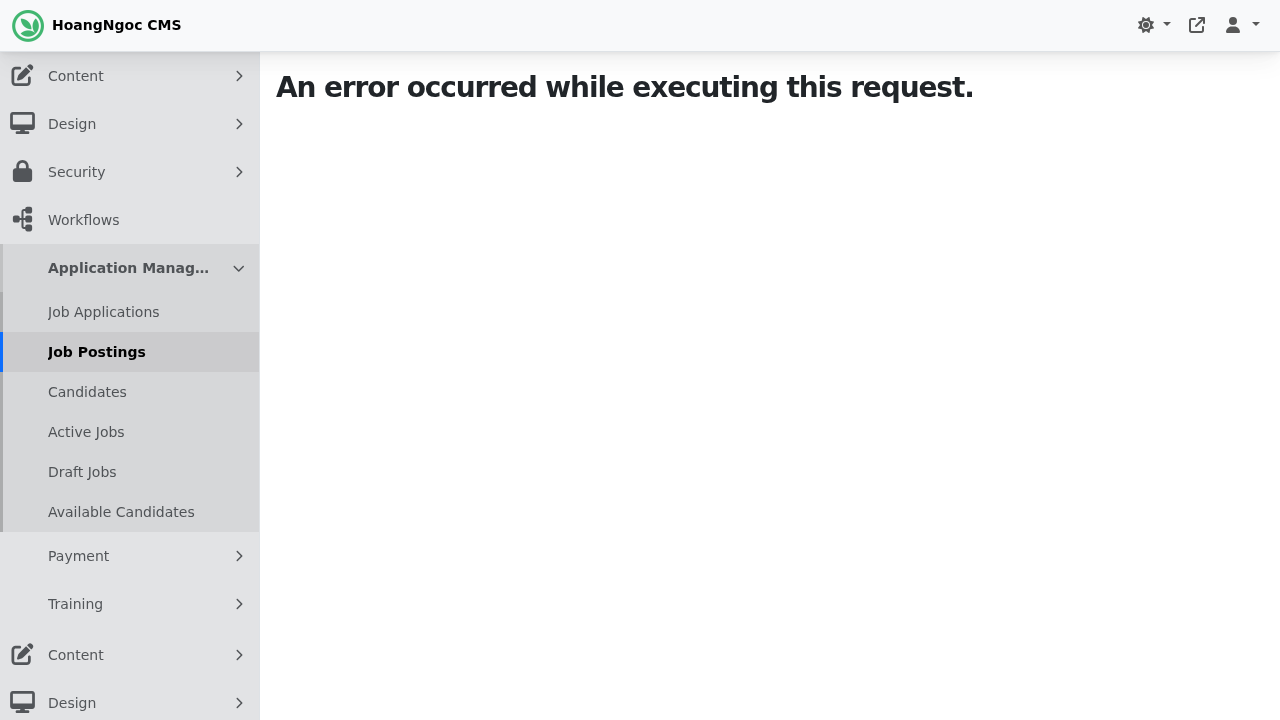 HoangNgoc CMS
Content
Design
Security
Workflows
Application Manag...
Job Applications
Job Postings
Candidates
Active Jobs
Draft Jobs
Available Candidates
Payment
Training
Content
Design
An error occurred while executing this request.